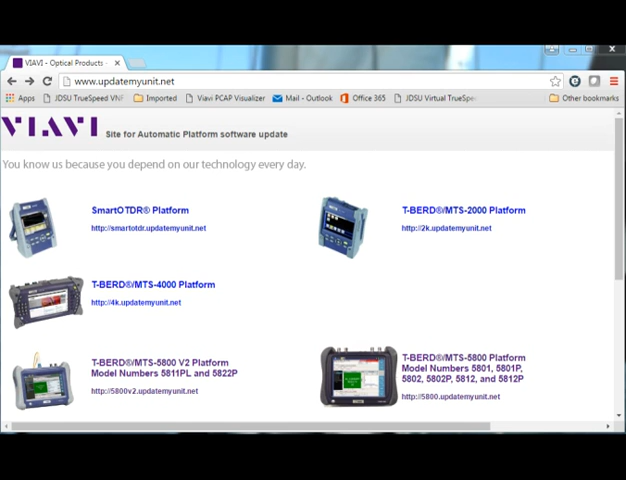 VIAVI - Optical Products -
www.updatemyunit.net
Apps JDSU TrueSpeed VNF Imported Viavi PCAP Visualizer Mail - Outlook Office 365 JDSU Virtual TrueSpe Other bookmarks
VIAVI Site for Automatic Platform software update
You know us because you depend on our technology every day.
SmartOTDR® Platform
http://smartotdr.updatemyunit.net
T-BERD®/MTS-2000 Platform
http://2k.updatemyunit.net
T-BERD®/MTS-4000 Platform
http://4k.updatemyunit.net
T-BERD®/MTS-5800 V2 Platform
Model Numbers 5811PL and 5822P
http://5800v2.updatemyunit.net
T-BERD®/MTS-5800 Platform
Model Numbers 5801, 5801P,
5802, 5802P, 5812, and 5812P
http://5800.updatemyunit.net